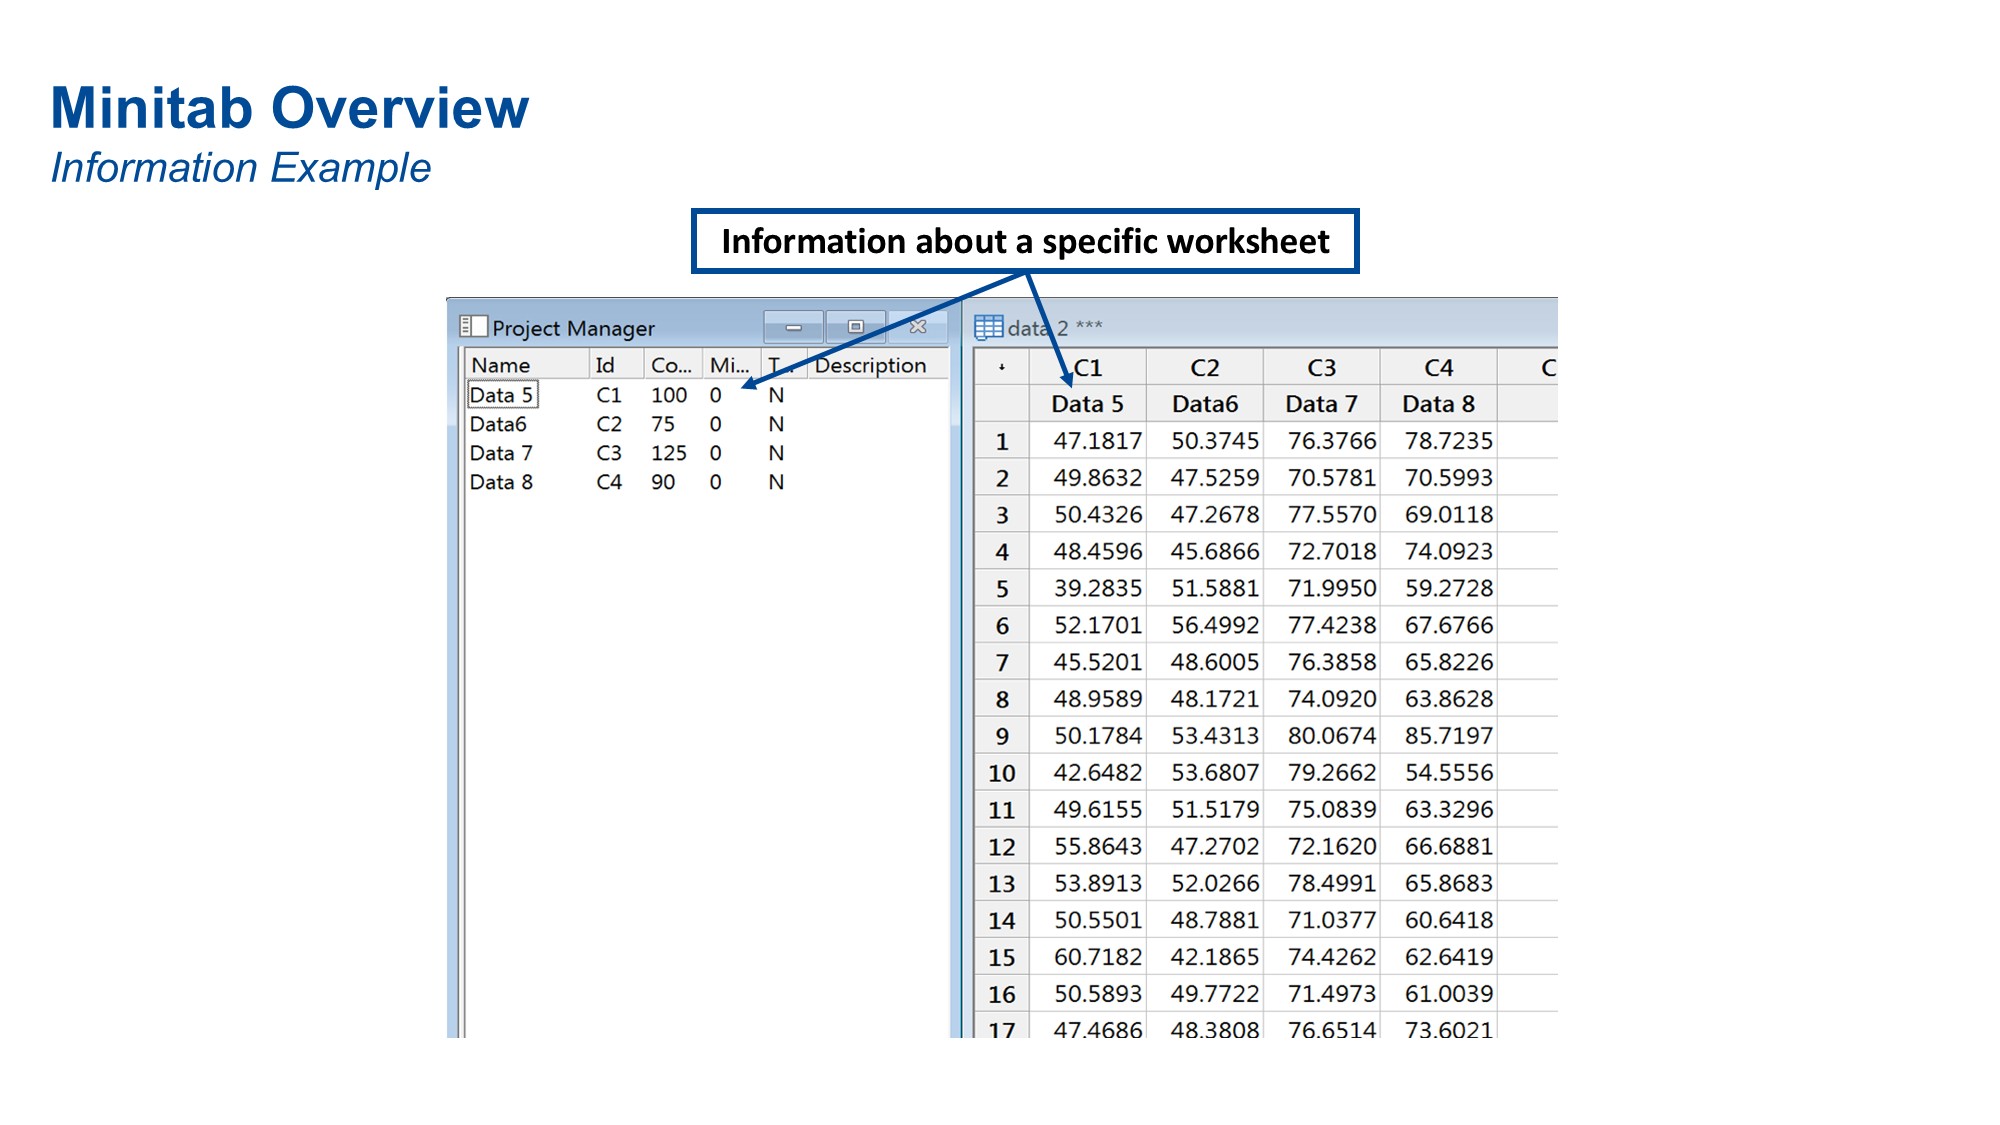 Minitab Overview
Information Example
Information about a specific worksheet
Project Manager
Name Id Co... Mi... T... Description
Data 5 C1 100 0 N
Data6 C2 75 0 N
Data 7 C3 125 0 N
Data 8 C4 90 0 N
data 2 ***
C1 C2 C3 C4 C
Data 5 Data6 Data 7 Data 8
1 47.1817 50.3745 76.3766 78.7235
2 49.8632 47.5259 70.5781 70.5993
3 50.4326 47.2678 77.5570 69.0118
4 48.4596 45.6866 72.7018 74.0923
5 39.2835 51.5881 71.9950 59.2728
6 52.1701 56.4992 77.4238 67.6766
7 45.5201 48.6005 76.3858 65.8226
8 48.9589 48.1721 74.0920 63.8628
9 50.1784 53.4313 80.0674 85.7197
10 42.6482 53.6807 79.2662 54.5556
11 49.6155 51.5179 75.0839 63.3296
12 55.8643 47.2702 72.1620 66.6881
13 53.8913 52.0266 78.4991 65.8683
14 50.5501 48.7881 71.0377 60.6418
15 60.7182 42.1865 74.4262 62.6419
16 50.5893 49.7722 71.4973 61.0039
17 47.4686 48.3808 76.6514 73.6021